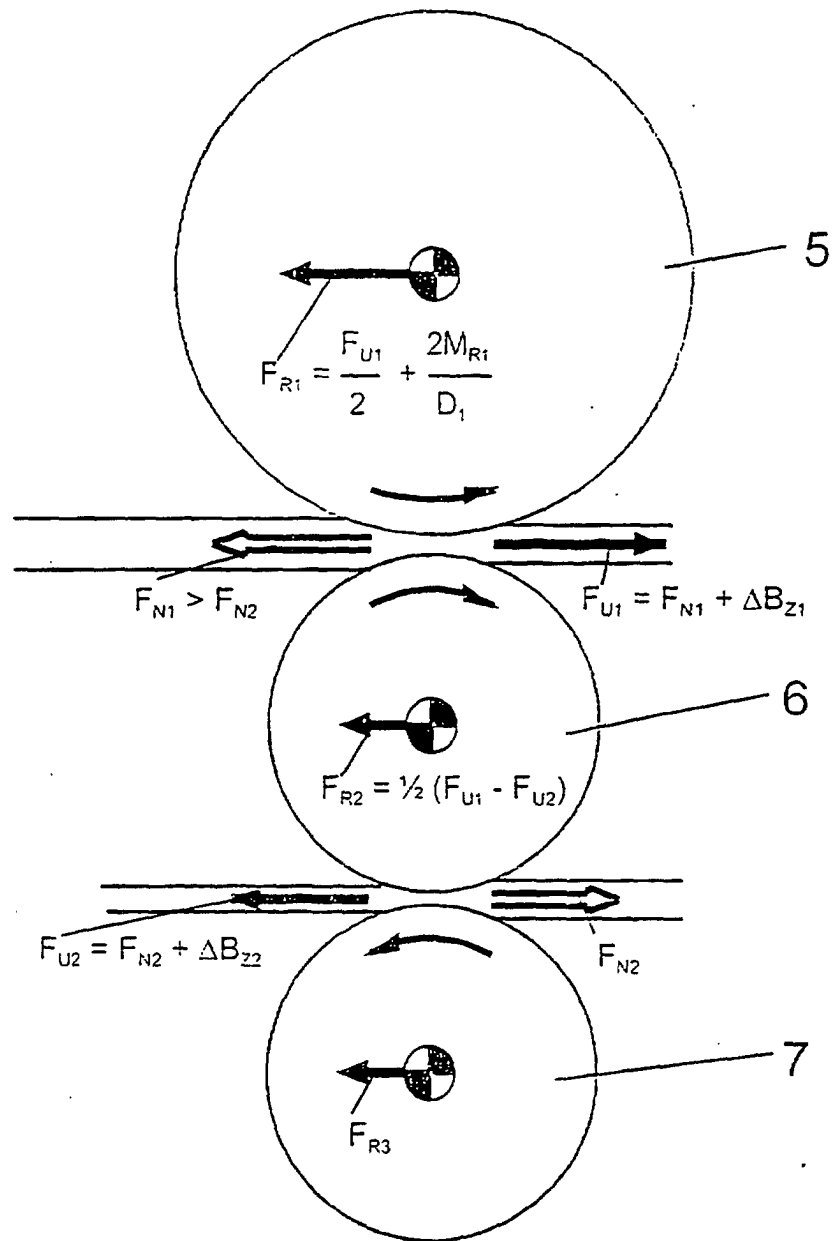 5
F_R1 = F_U1/2 + 2M_R1/D_1
F_N1 > F_N2
F_U1 = F_N1 + ΔB_Z1
6
F_R2 = ½ (F_U1 - F_U2)
F_U2 = F_N2 + ΔB_Z2
F_N2
7
F_R3